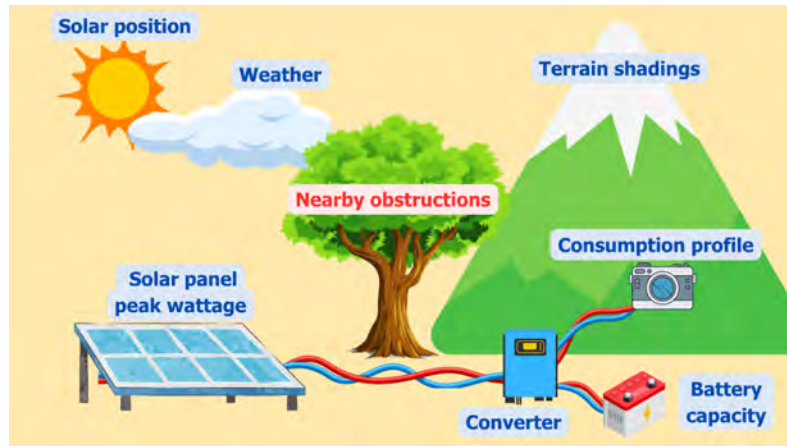 Solar position
Weather
Terrain shadings
Nearby obstructions
Consumption profile
Solar panel
peak wattage
Converter
Battery
capacity